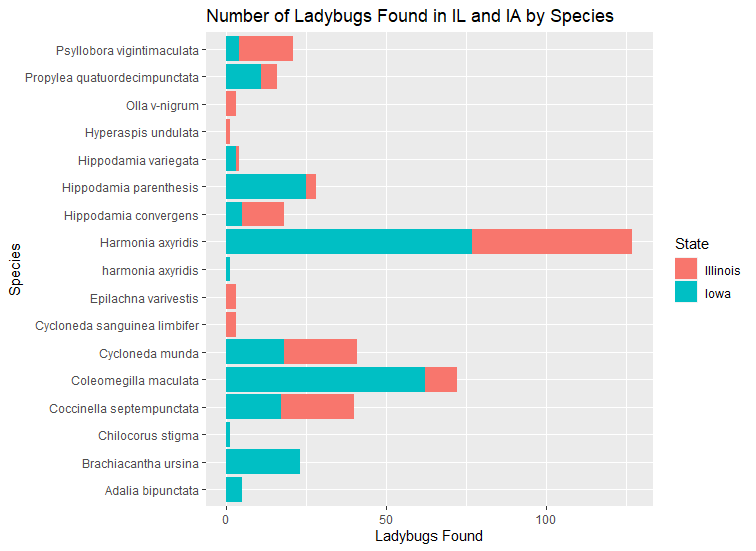 Number of Ladybugs Found in IL and IA by Species
Species
Psyllobora vigintimaculata
Propylea quatuordecimpunctata
Olla v-nigrum
Hyperaspis undulata
Hippodamia variegata
Hippodamia parenthesis
Hippodamia convergens
Harmonia axyridis
harmonia axyridis
Epilachna varivestis
Cycloneda sanguinea limbifer
Cycloneda munda
Coleomegilla maculata
Coccinella septempunctata
Chilocorus stigma
Brachiacantha ursina
Adalia bipunctata
0 50 100
Ladybugs Found
State
Illinois
Iowa